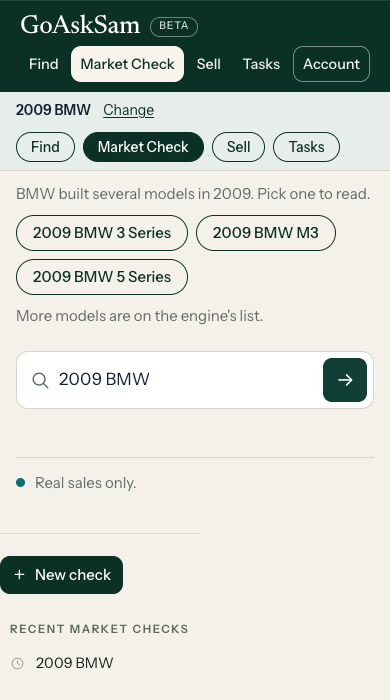 GoAskSam BETA
Find Market Check Sell Tasks Account
2009 BMW Change
Find Market Check Sell Tasks
BMW built several models in 2009. Pick one to read.
2009 BMW 3 Series 2009 BMW M3
2009 BMW 5 Series
More models are on the engine's list.
2009 BMW
Real sales only.
+ New check
RECENT MARKET CHECKS
2009 BMW